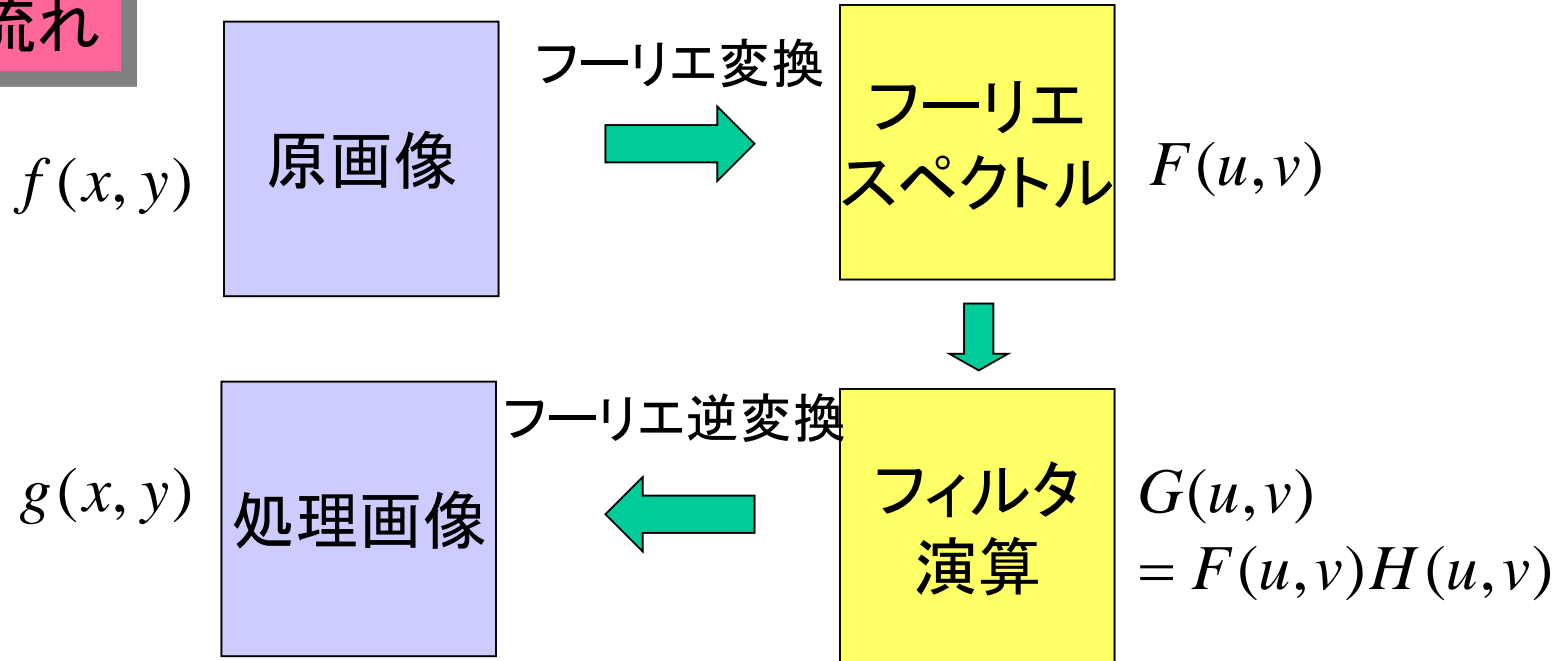 流れ
f(x, y)
原画像
フーリエ変換
フーリエ
スペクトル
F(u,v)
g(x, y)
処理画像
フーリエ逆変換
フィルタ
演算
G(u,v)
= F(u,v)H(u,v)